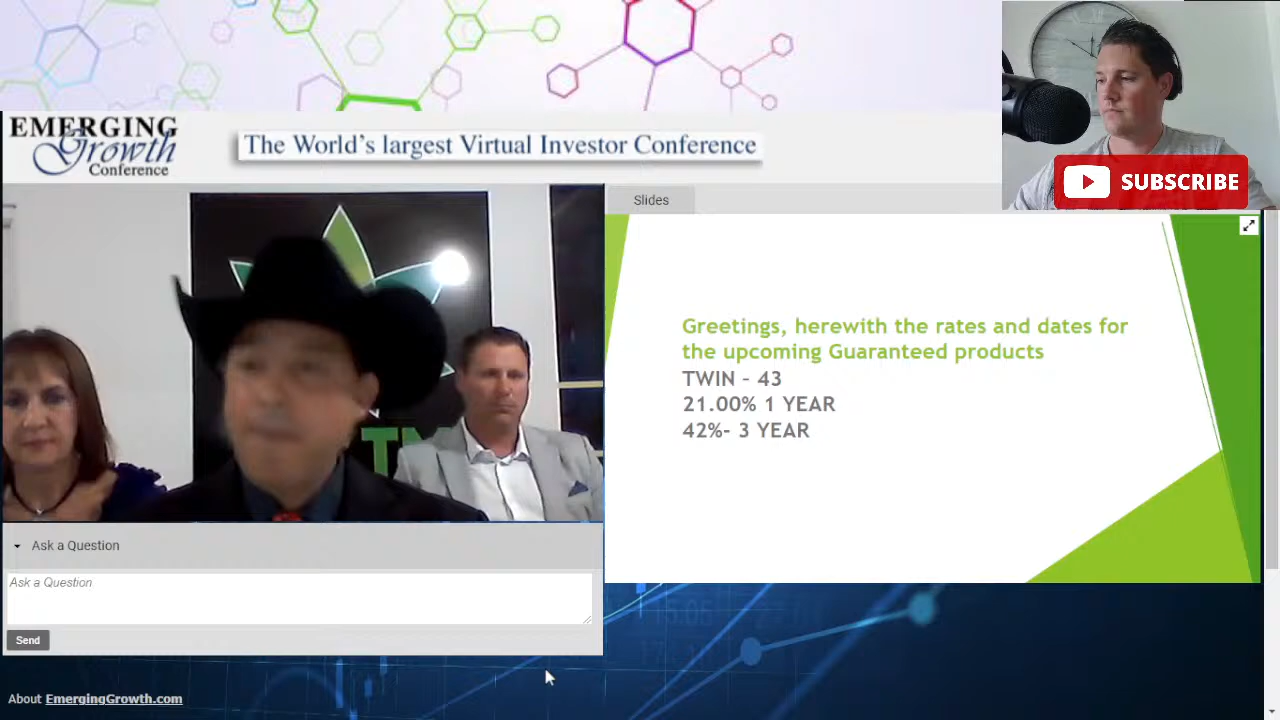 EMERGING
Growth
Conference
The World's largest Virtual Investor Conference
SUBSCRIBE
Slides
Greetings, herewith the rates and dates for
the upcoming Guaranteed products
TWIN – 43
21.00% 1 YEAR
42%- 3 YEAR
Ask a Question
Ask a Question
Send
About EmergingGrowth.com